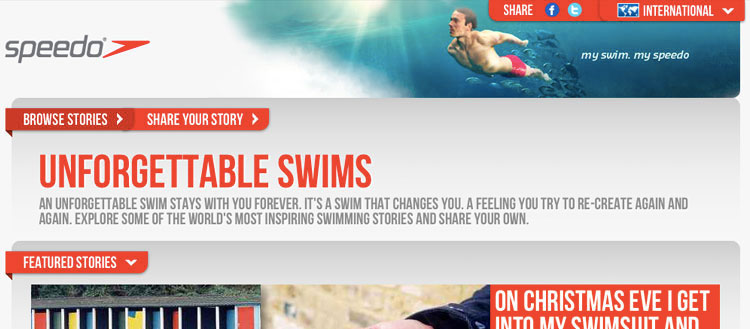 SHARE
INTERNATIONAL
speedo®
my swim. my speedo
BROWSE STORIES
SHARE YOUR STORY
UNFORGETTABLE SWIMS
AN UNFORGETTABLE SWIM STAYS WITH YOU FOREVER. IT'S A SWIM THAT CHANGES YOU. A FEELING YOU TRY TO RE-CREATE AGAIN AND
AGAIN. EXPLORE SOME OF THE WORLD'S MOST INSPIRING SWIMMING STORIES AND SHARE YOUR OWN.
FEATURED STORIES
ON CHRISTMAS EVE I GET
INTO MY SWIMSUIT AND